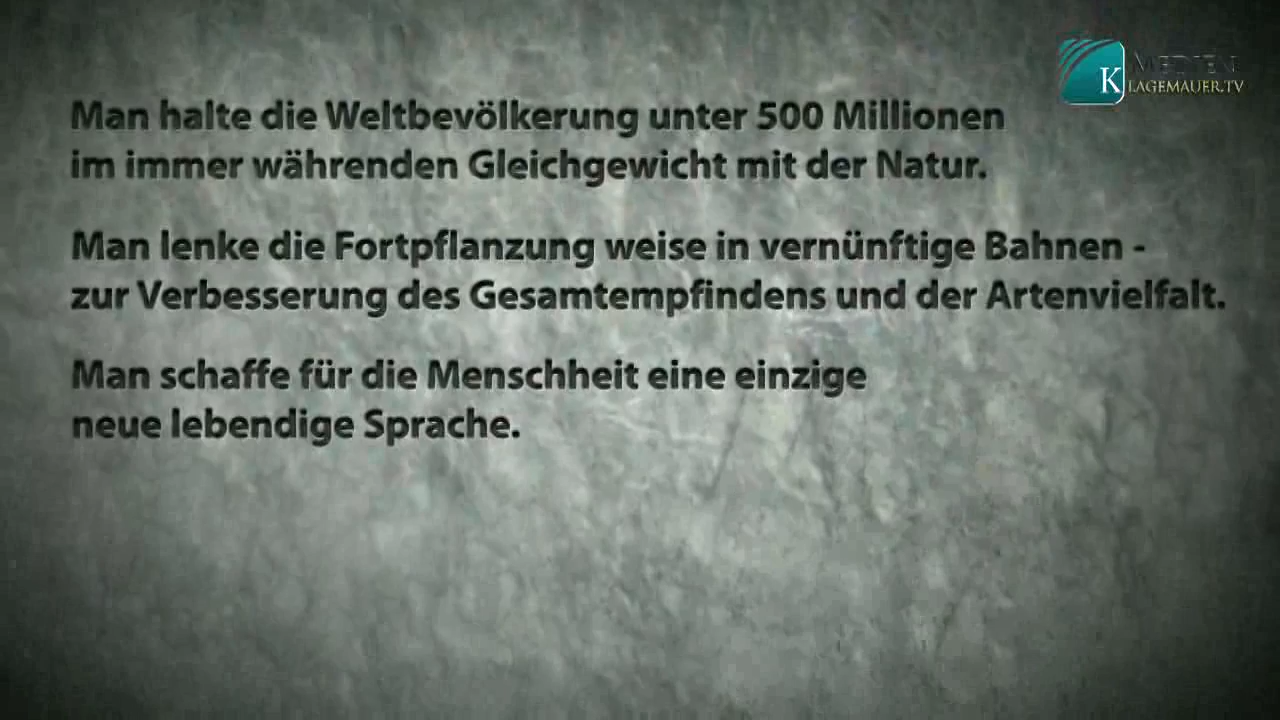 MEDIEN
KLAGEMAUER.TV
Man halte die Weltbevölkerung unter 500 Millionen
im immer währenden Gleichgewicht mit der Natur.
Man lenke die Fortpflanzung weise in vernünftige Bahnen -
zur Verbesserung des Gesamtempfindens und der Artenvielfalt.
Man schaffe für die Menschheit eine einzige
neue lebendige Sprache.